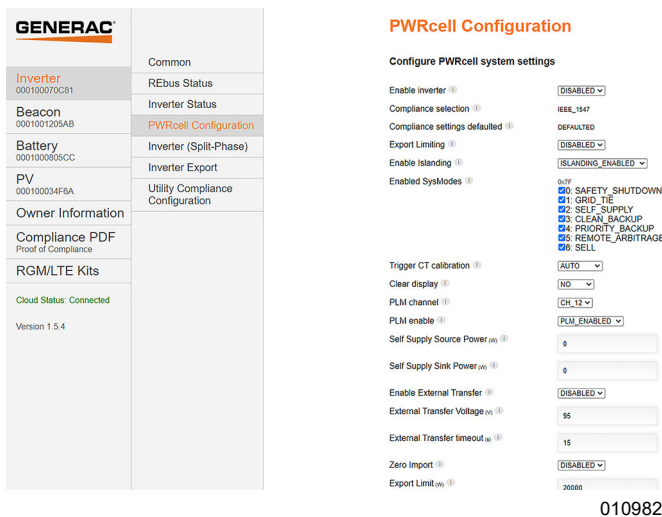 GENERAC
Inverter
000100070C81
Beacon
0001001205AB
Battery
0001000805CC
PV
000100034F6A
Owner Information
Compliance PDF
Proof of Compliance
RGM/LTE Kits
Cloud Status: Connected
Version 1.5.4
Common
REbus Status
Inverter Status
PWRcell Configuration
Inverter (Split-Phase)
Inverter Export
Utility Compliance
Configuration
PWRcell Configuration
Configure PWRcell system settings
Enable inverter DISABLED
Compliance selection IEEE_1547
Compliance settings defaulted DEFAULTED
Export Limiting DISABLED
Enable Islanding ISLANDING_ENABLED
Enabled SysModes 0x7F
0: SAFETY_SHUTDOWN
1: GRID_TIE
2: SELF_SUPPLY
3: CLEAN_BACKUP
4: PRIORITY_BACKUP
5: REMOTE_ARBITRAGE
6: SELL
Trigger CT calibration AUTO
Clear display NO
PLM channel CH_12
PLM enable PLM_ENABLED
Self Supply Source Power (W) 0
Self Supply Sink Power (W) 0
Enable External Transfer DISABLED
External Transfer Voltage (V) 95
External Transfer timeout (s) 15
Zero Import DISABLED
Export Limit (W) 20000
010982